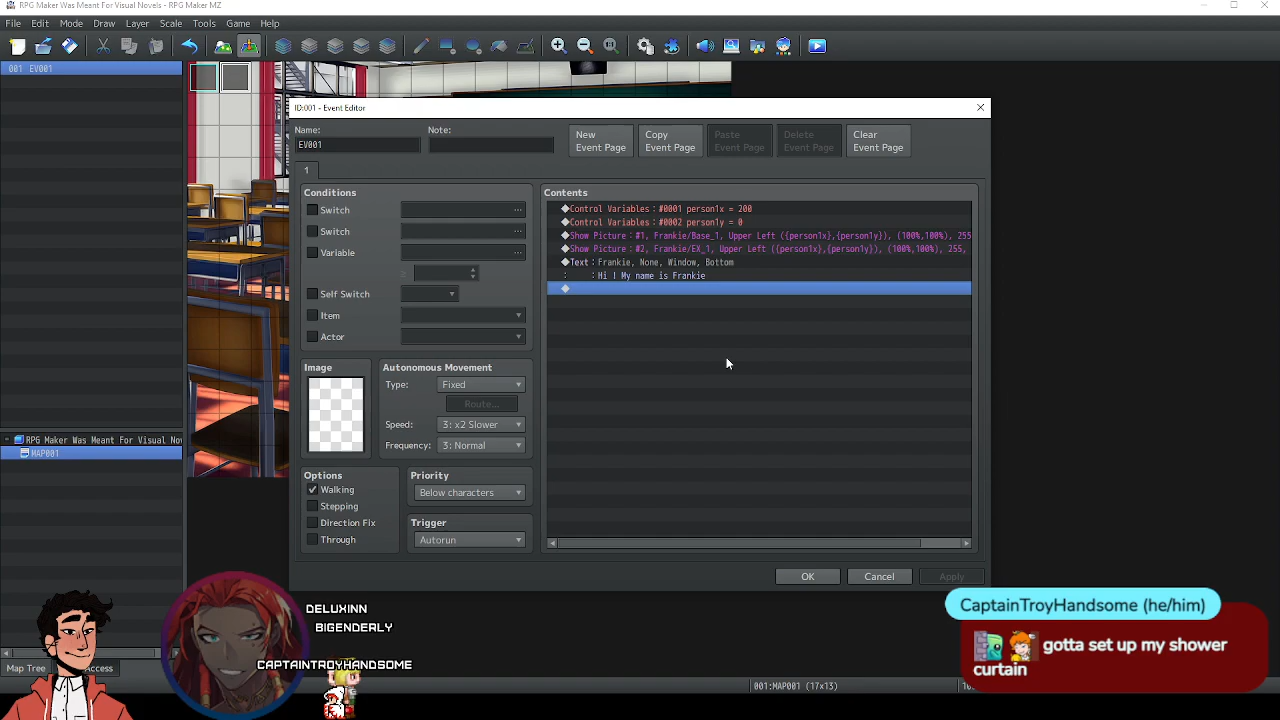 RPG Maker Was Meant For Visual Novels - RPG Maker MZ
File Edit Mode Draw Layer Scale Tools Game Help
001 EV001
ID:001 - Event Editor
Name: Note:
EV001
New Event Page
Copy Event Page
Paste Event Page
Delete Event Page
Clear Event Page
1
Conditions
Switch
Switch
Variable
≥
Self Switch
Item
Actor
Contents
◆Control Variables：#0001 person1x = 200
◆Control Variables：#0002 person1y = 0
◆Show Picture：#1, Frankie/Base_1, Upper Left ({person1x},{person1y}), (100%,100%), 255
◆Show Picture：#2, Frankie/EX_1, Upper Left ({person1x},{person1y}), (100%,100%), 255,
◆Text：Frankie, None, Window, Bottom
：　：Hi ! My name is Frankie
◆
Image
Autonomous Movement
Type: Fixed
Route...
Speed: 3: x2 Slower
Frequency: 3: Normal
Options
Walking
Stepping
Direction Fix
Through
Priority
Below characters
Trigger
Autorun
OK Cancel Apply
RPG Maker Was Meant For Visual Nov
MAP001
Map Tree
Access
001:MAP001 (17x13)
DELUXINN
BIGENDERLY
CAPTAINTROYHANDSOME
CaptainTroyHandsome (he/him)
gotta set up my shower
curtain